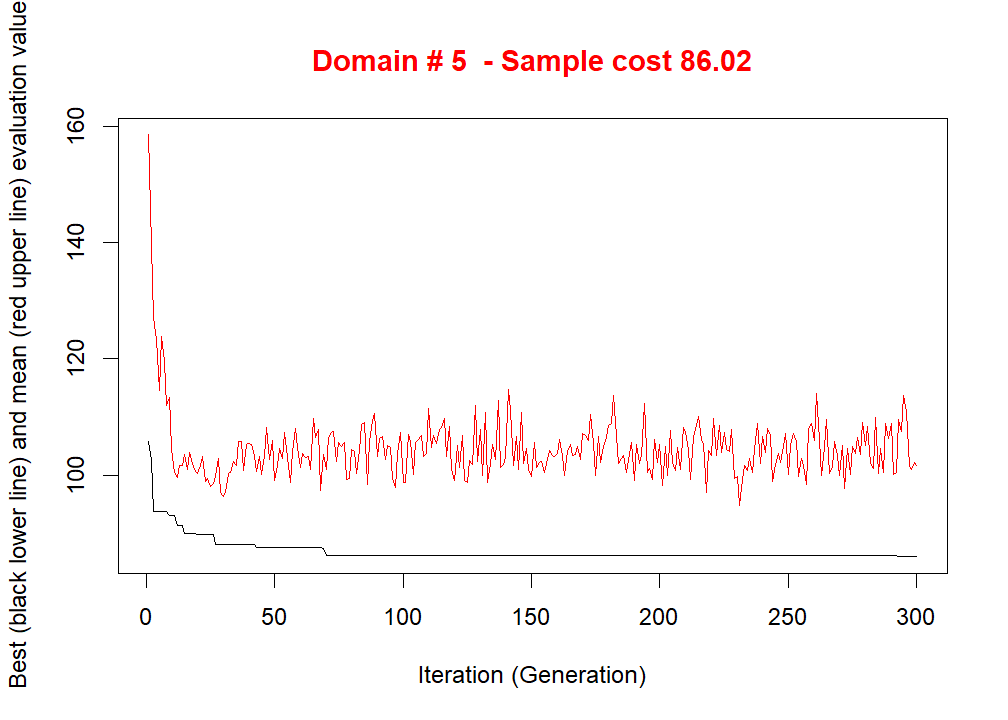 Domain # 5  - Sample cost 86.02
Best (black lower line) and mean (red upper line) evaluation value
160
140
120
100
0 50 100 150 200 250 300
Iteration (Generation)